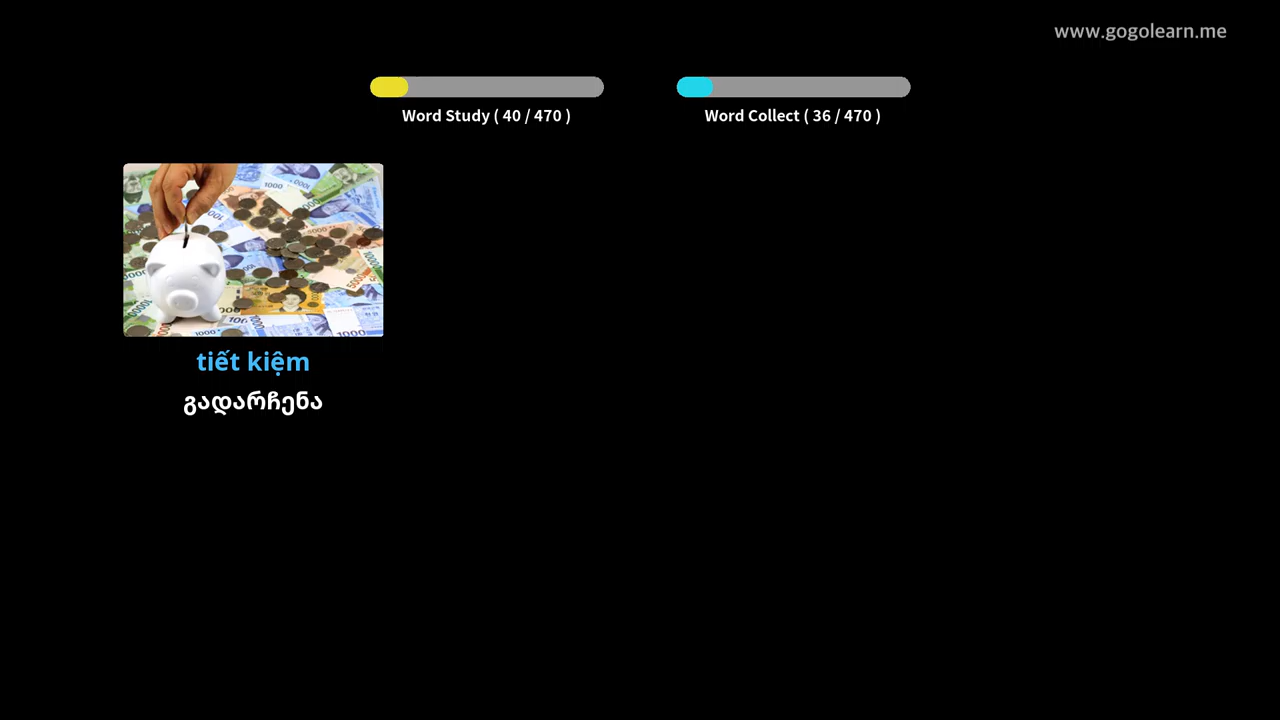 www.gogolearn.me
Word Study ( 40 / 470 )
Word Collect ( 36 / 470 )
tiết kiệm
გადარჩენა